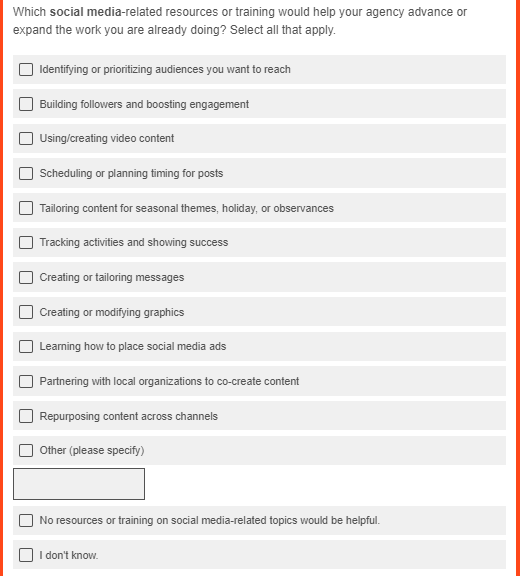 Which social media-related resources or training would help your agency advance or
expand the work you are already doing? Select all that apply.
Identifying or prioritizing audiences you want to reach
Building followers and boosting engagement
Using/creating video content
Scheduling or planning timing for posts
Tailoring content for seasonal themes, holiday, or observances
Tracking activities and showing success
Creating or tailoring messages
Creating or modifying graphics
Learning how to place social media ads
Partnering with local organizations to co-create content
Repurposing content across channels
Other (please specify)
No resources or training on social media-related topics would be helpful.
I don't know.